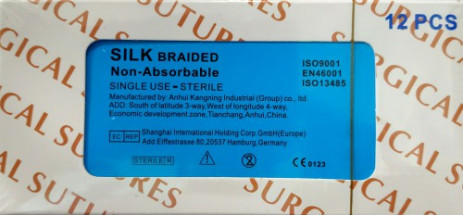 SURGICAL SUTURES
12 PCS
SILK BRAIDED
Non-Absorbable
SINGLE USE - STERILE
ISO9001
EN46001
ISO13485
Manufactured by: Anhui Kangning Industrial (Group) co., ltd.
ADD: South of latitude 3-way,West of longitude 4-way,
Economic development zone,Tianchang,Anhui,China.
EC REP
Shanghai International Holding Corp.GmbH(Europe)
Add:Eiffestrasse 80,20537 Hamburg,Germany
STERILE R
2
CE0123
SURGICAL SUTURES